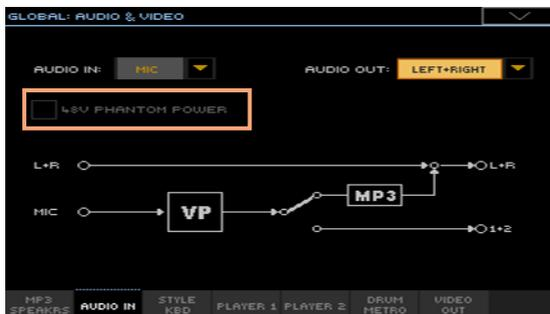 GLOBAL: AUDIO & VIDEO
AUDIO IN: MIC
AUDIO OUT: LEFT+RIGHT
48V PHANTOM POWER
L+R
L+R
MP3
MIC
VP
1+2
MP3 SPEAKRS
AUDIO IN
STYLE KBD
PLAYER 1
PLAYER 2
DRUM METRO
VIDEO OUT